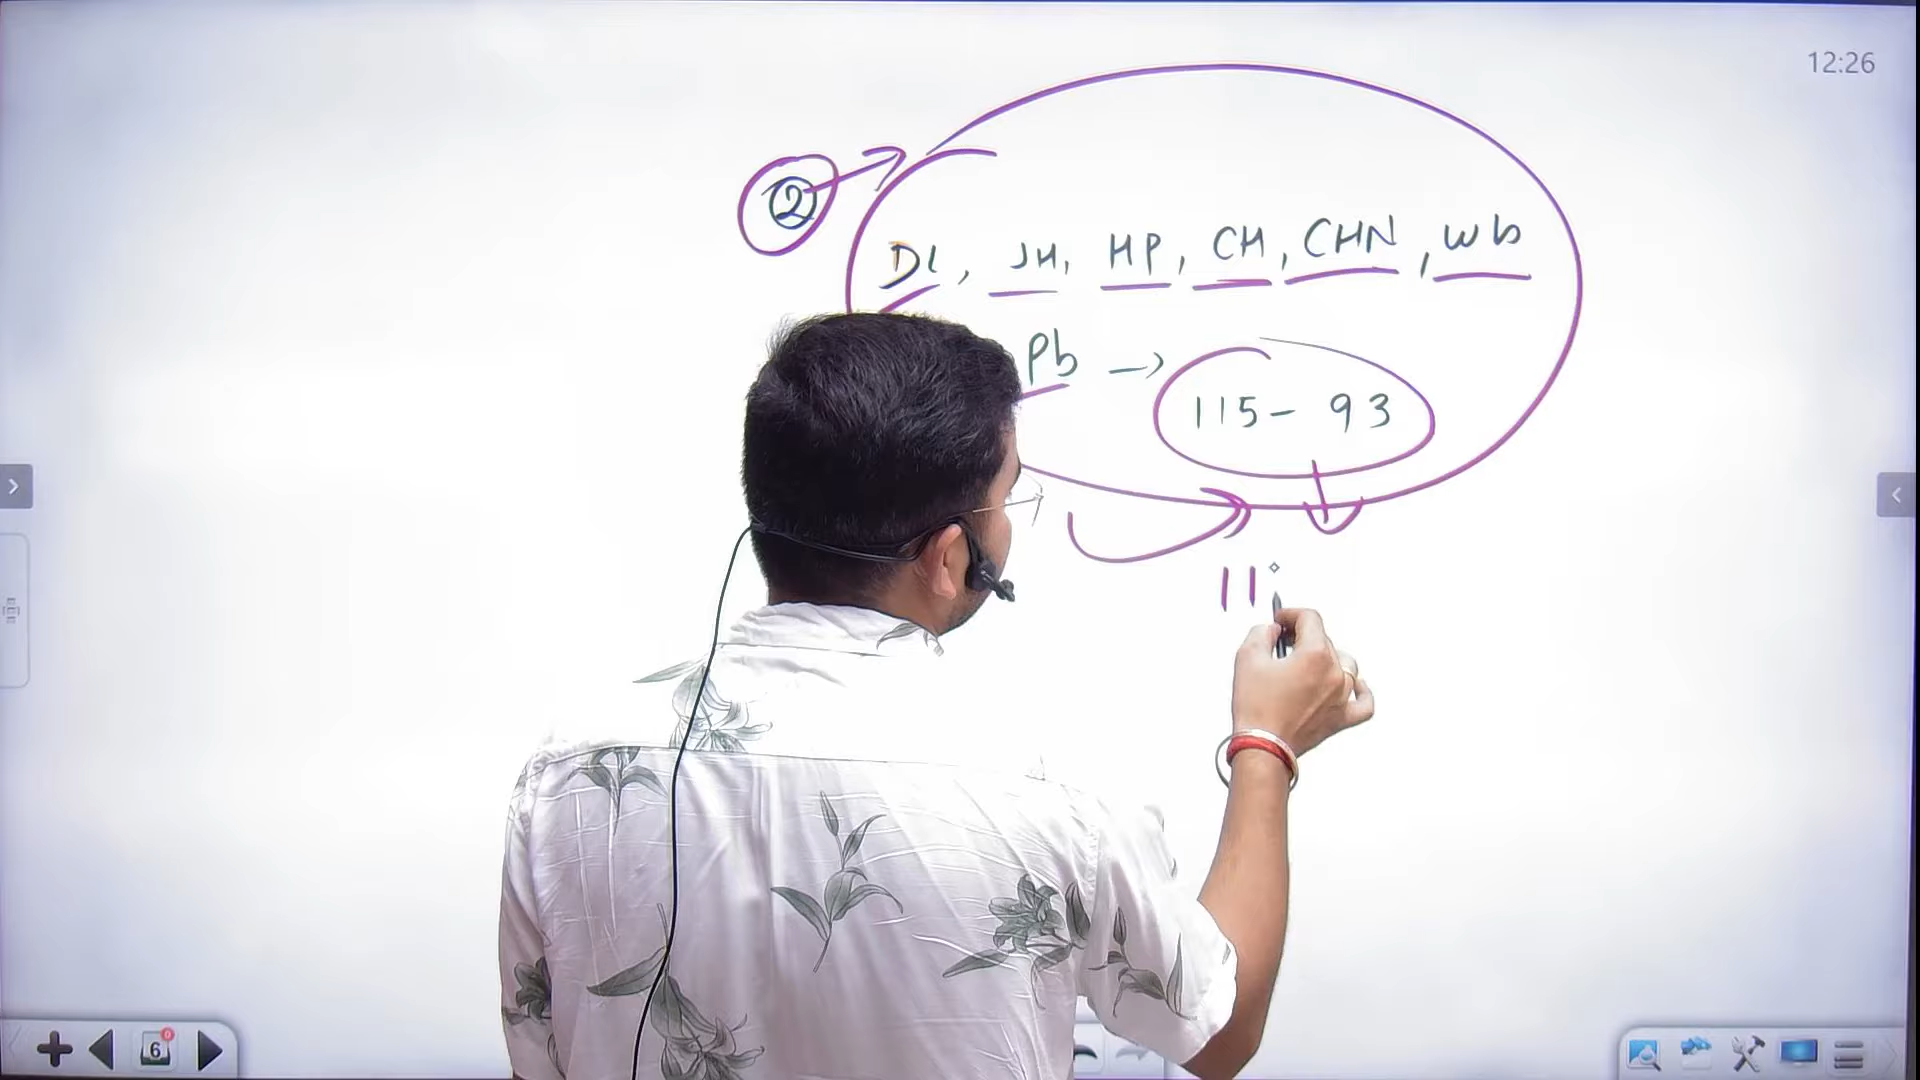 12:26
②
DL, JH, HP, CH, CHN, Wb
Pb →
115- 93
11
6